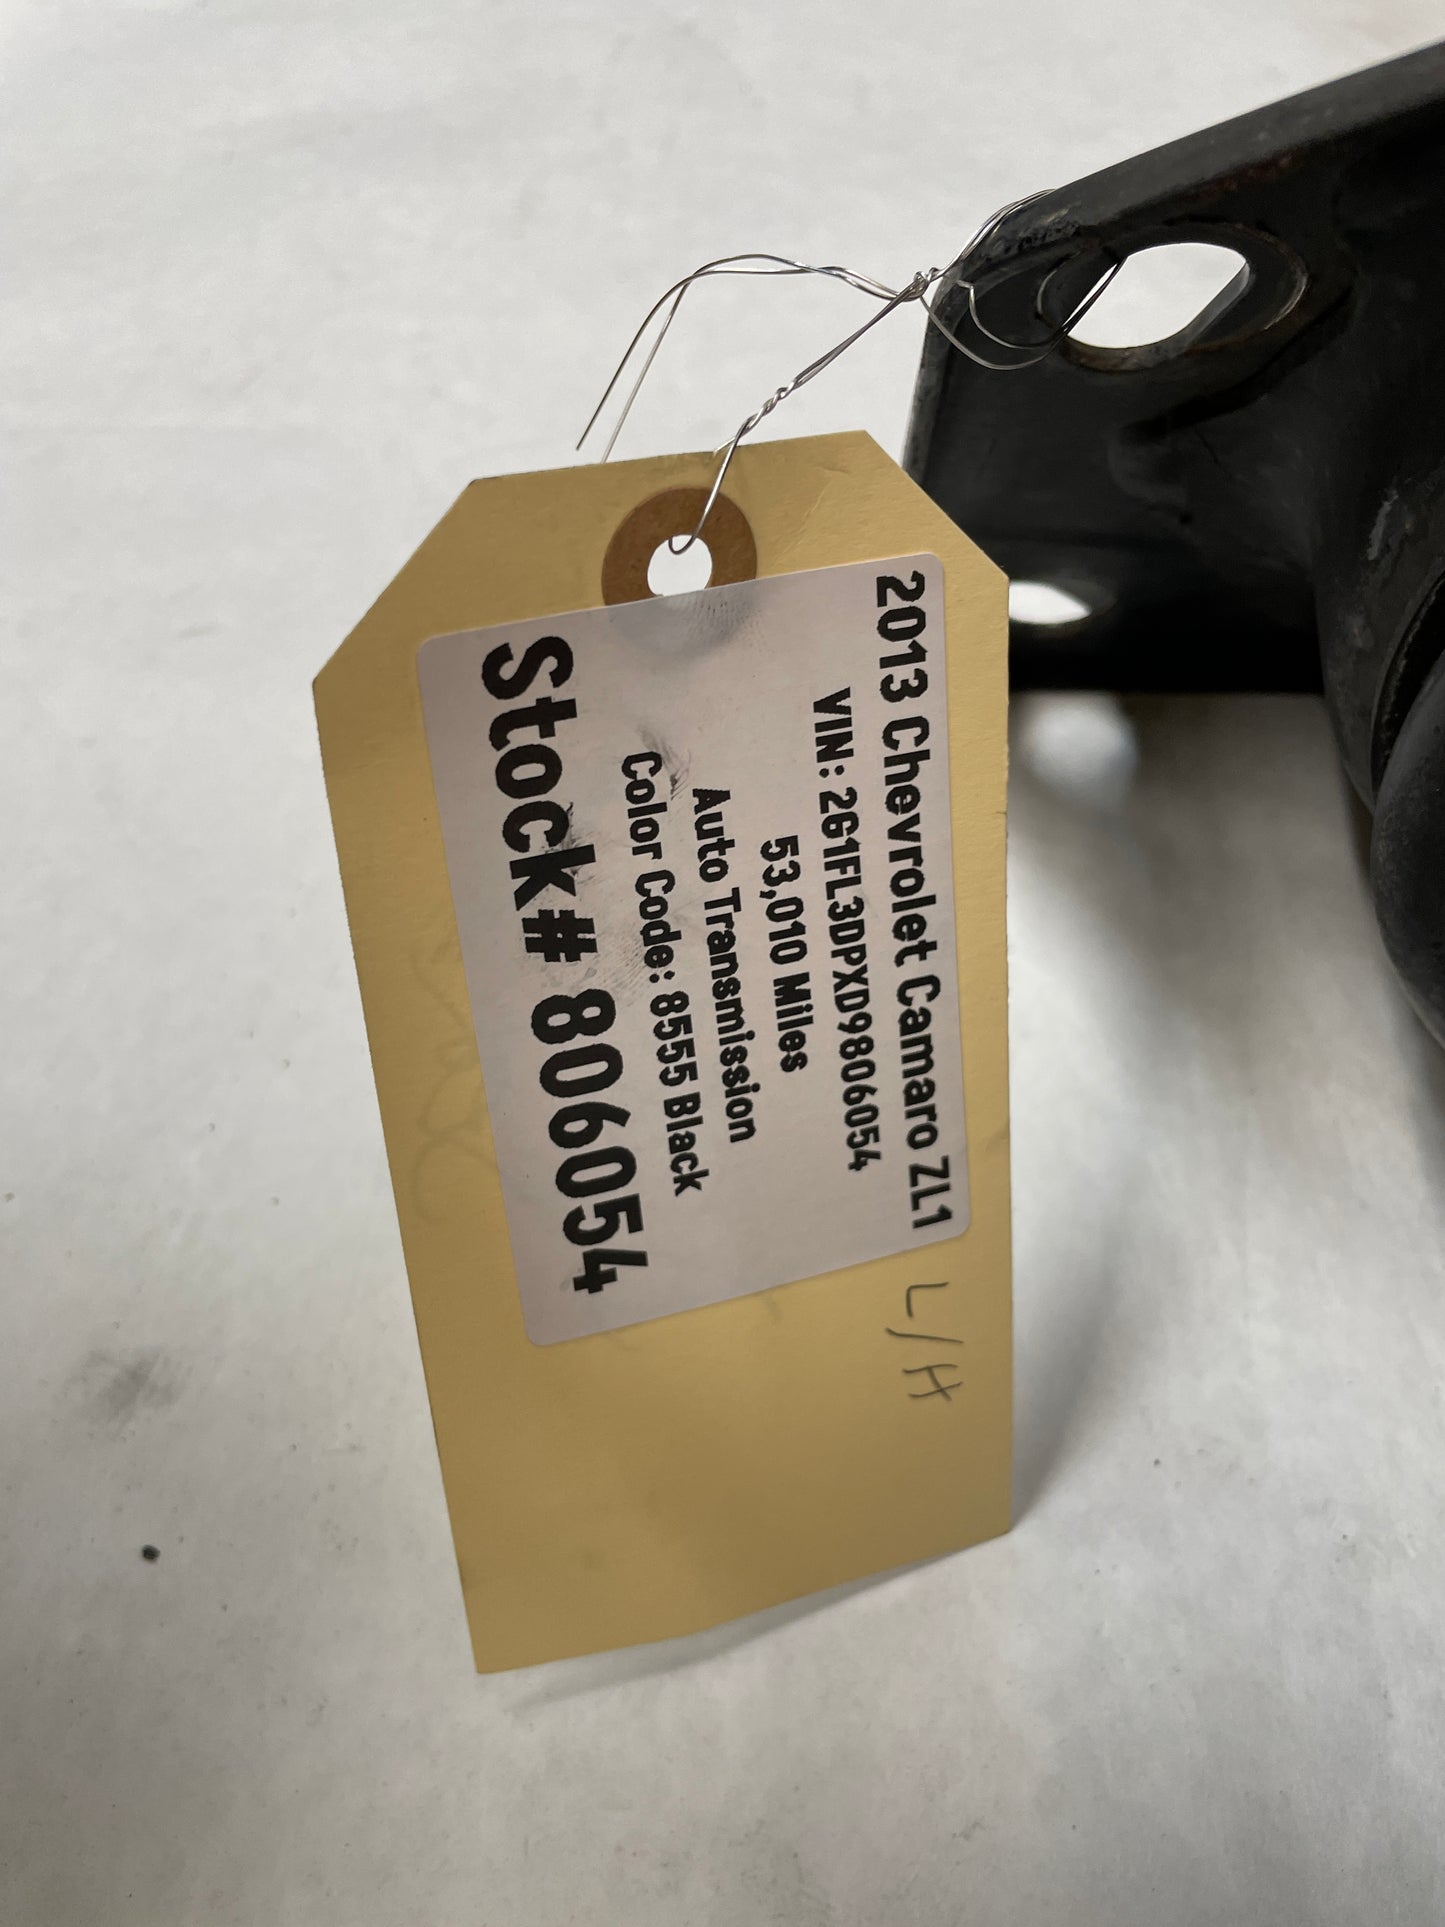 2013 Chevrolet Camaro ZL1
VIN: 2G1FL3DPXD9806054
53,010 Miles
Auto Transmission
Color Code: 8555 Black
Stock# 806054
L/H